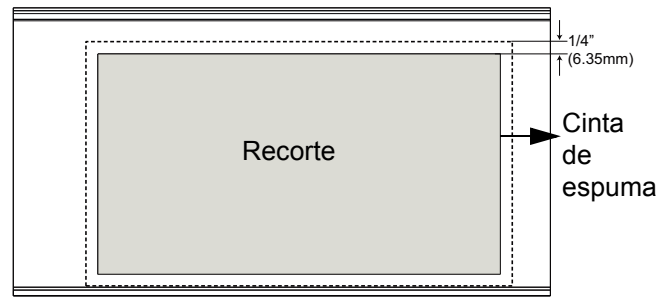 1/4”
(6.35mm)
Recorte
Cinta
de
espuma